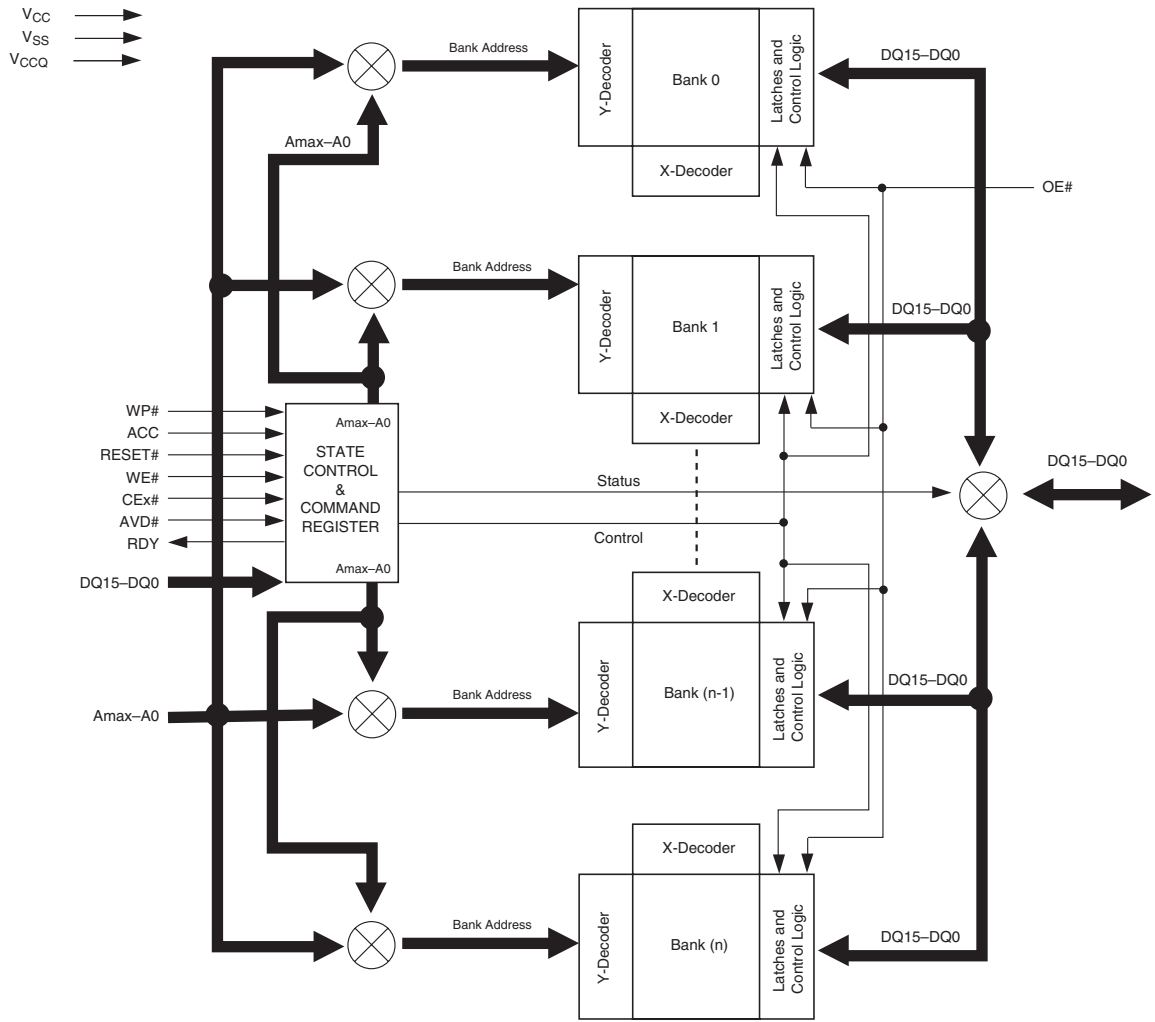 VCC
VSS
VCCQ
Bank Address
Y-Decoder
Bank 0
Latches and
Control Logic
X-Decoder
DQ15–DQ0
Amax–A0
OE#
Bank Address
Y-Decoder
Bank 1
Latches and
Control Logic
X-Decoder
DQ15–DQ0
WP#
ACC
RESET#
WE#
CEx#
AVD#
RDY
DQ15–DQ0
Amax–A0
STATE
CONTROL
&
COMMAND
REGISTER
Amax–A0
Status
Control
DQ15–DQ0
X-Decoder
Amax–A0
Bank Address
Y-Decoder
Bank (n-1)
Latches and
Control Logic
DQ15–DQ0
X-Decoder
Bank Address
Y-Decoder
Bank (n)
Latches and
Control Logic
DQ15–DQ0